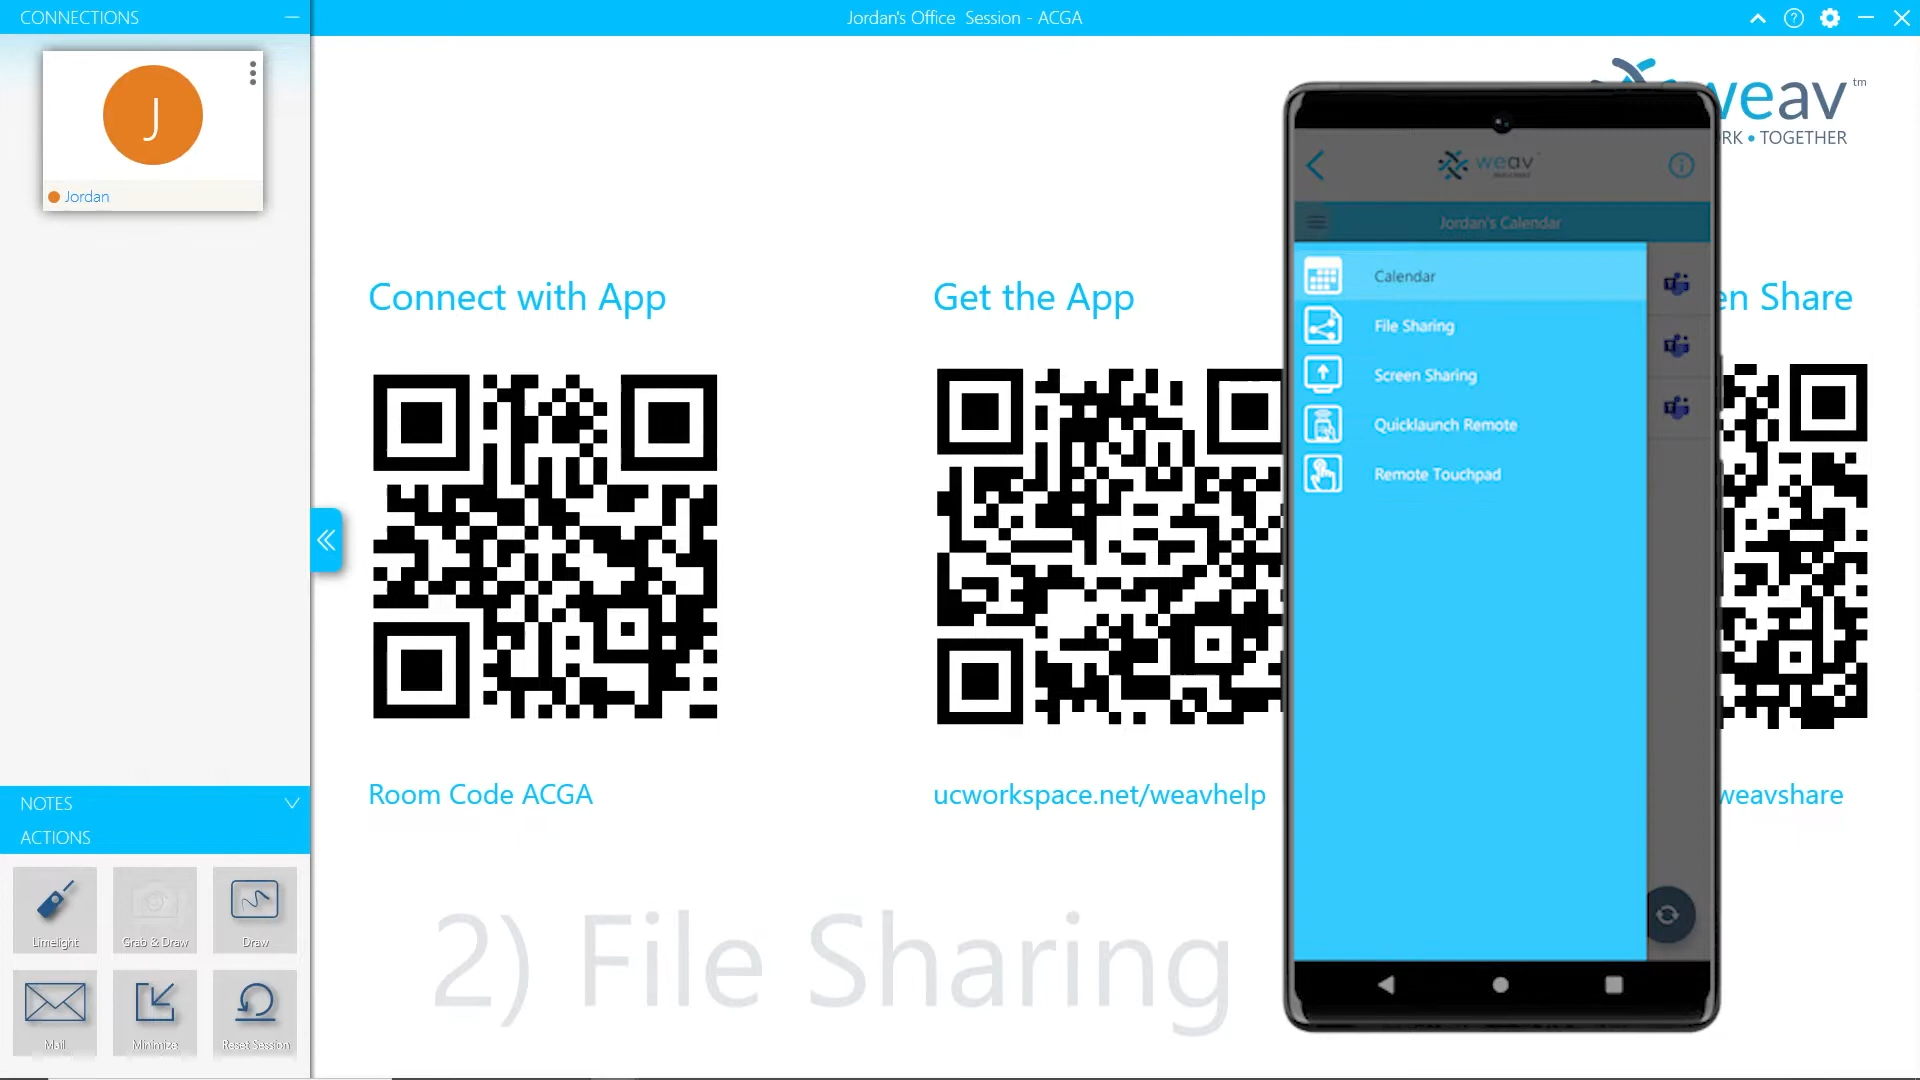 CONNECTIONS
Jordan's Office Session - ACGA
J
Jordan
weav™
RK • TOGETHER
weav
Jordan's Calendar
Calendar
File Sharing
Screen Sharing
Quicklaunch Remote
Remote Touchpad
Connect with App
Get the App
en Share
Room Code ACGA
ucworkspace.net/weavhelp
weavshare
NOTES
ACTIONS
Limelight
Grab & Draw
Draw
Mail
Minimize
Reset Session
2) File Sharing